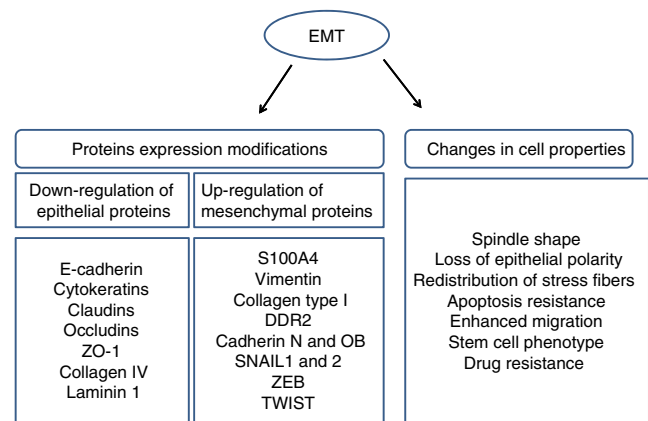 EMT
Proteins expression modifications
Changes in cell properties
Down-regulation of
epithelial proteins
Up-regulation of
mesenchymal proteins
E-cadherin
Cytokeratins
Claudins
Occludins
ZO-1
Collagen IV
Laminin 1
S100A4
Vimentin
Collagen type I
DDR2
Cadherin N and OB
SNAIL1 and 2
ZEB
TWIST
Spindle shape
Loss of epithelial polarity
Redistribution of stress fibers
Apoptosis resistance
Enhanced migration
Stem cell phenotype
Drug resistance